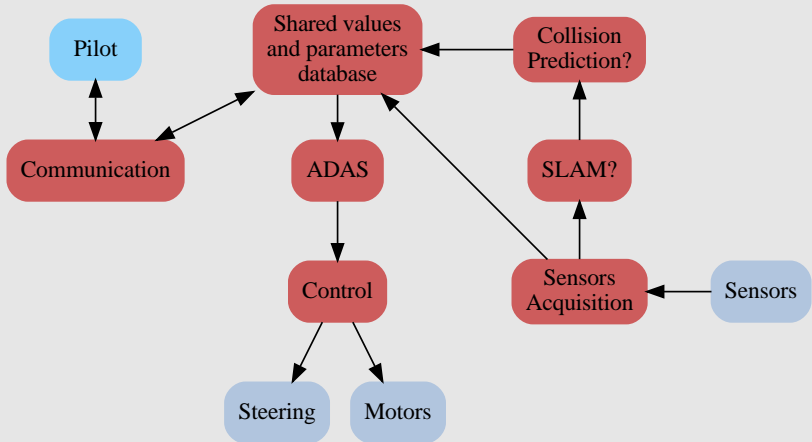 Pilot
Shared values
and parameters
database
Collision
Prediction?
Communication
ADAS
SLAM?
Control
Sensors
Acquisition
Sensors
Steering
Motors